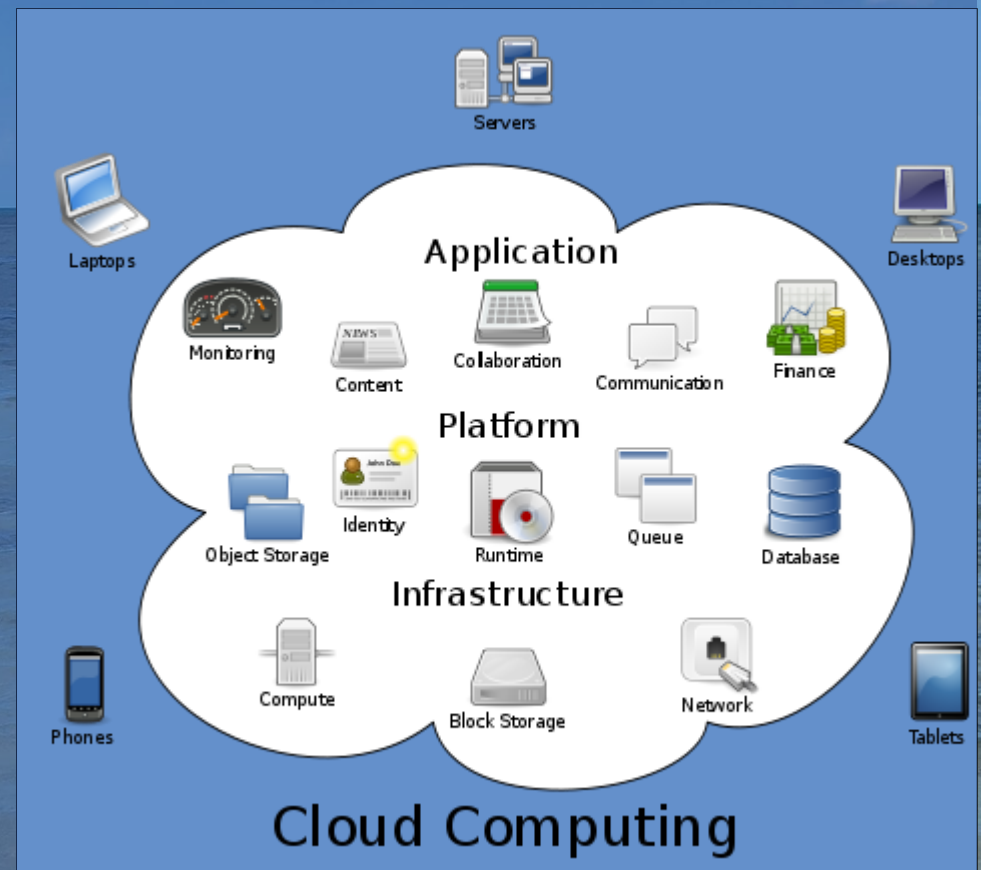 Servers
Laptops
Desktops
Application
Monitoring
NEWS
Content
Collaboration
Communication
Finance
Platform
Object Storage
John Doe
Identity
Runtime
Queue
Database
Infrastructure
Compute
Block Storage
Network
Phones
Tablets
Cloud Computing